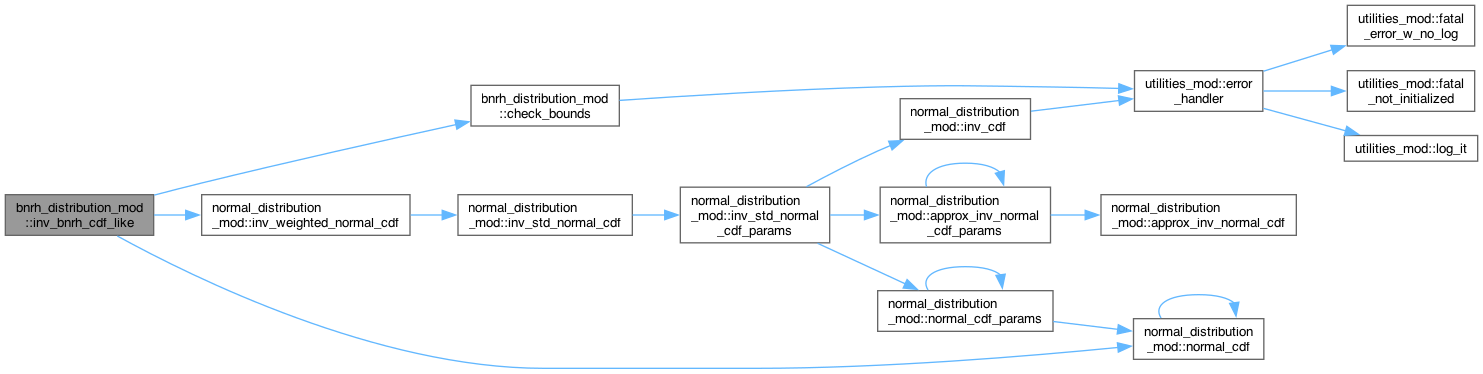 bnrh_distribution_mod
::inv_bnrh_cdf_like
bnrh_distribution_mod
::check_bounds
normal_distribution
_mod::inv_weighted_normal_cdf
normal_distribution
_mod::inv_std_normal_cdf
normal_distribution
_mod::inv_std_normal
_cdf_params
normal_distribution
_mod::inv_cdf
normal_distribution
_mod::approx_inv_normal
_cdf_params
normal_distribution
_mod::normal_cdf_params
normal_distribution
_mod::approx_inv_normal_cdf
normal_distribution
_mod::normal_cdf
utilities_mod::error
_handler
utilities_mod::fatal
_error_w_no_log
utilities_mod::fatal
_not_initialized
utilities_mod::log_it